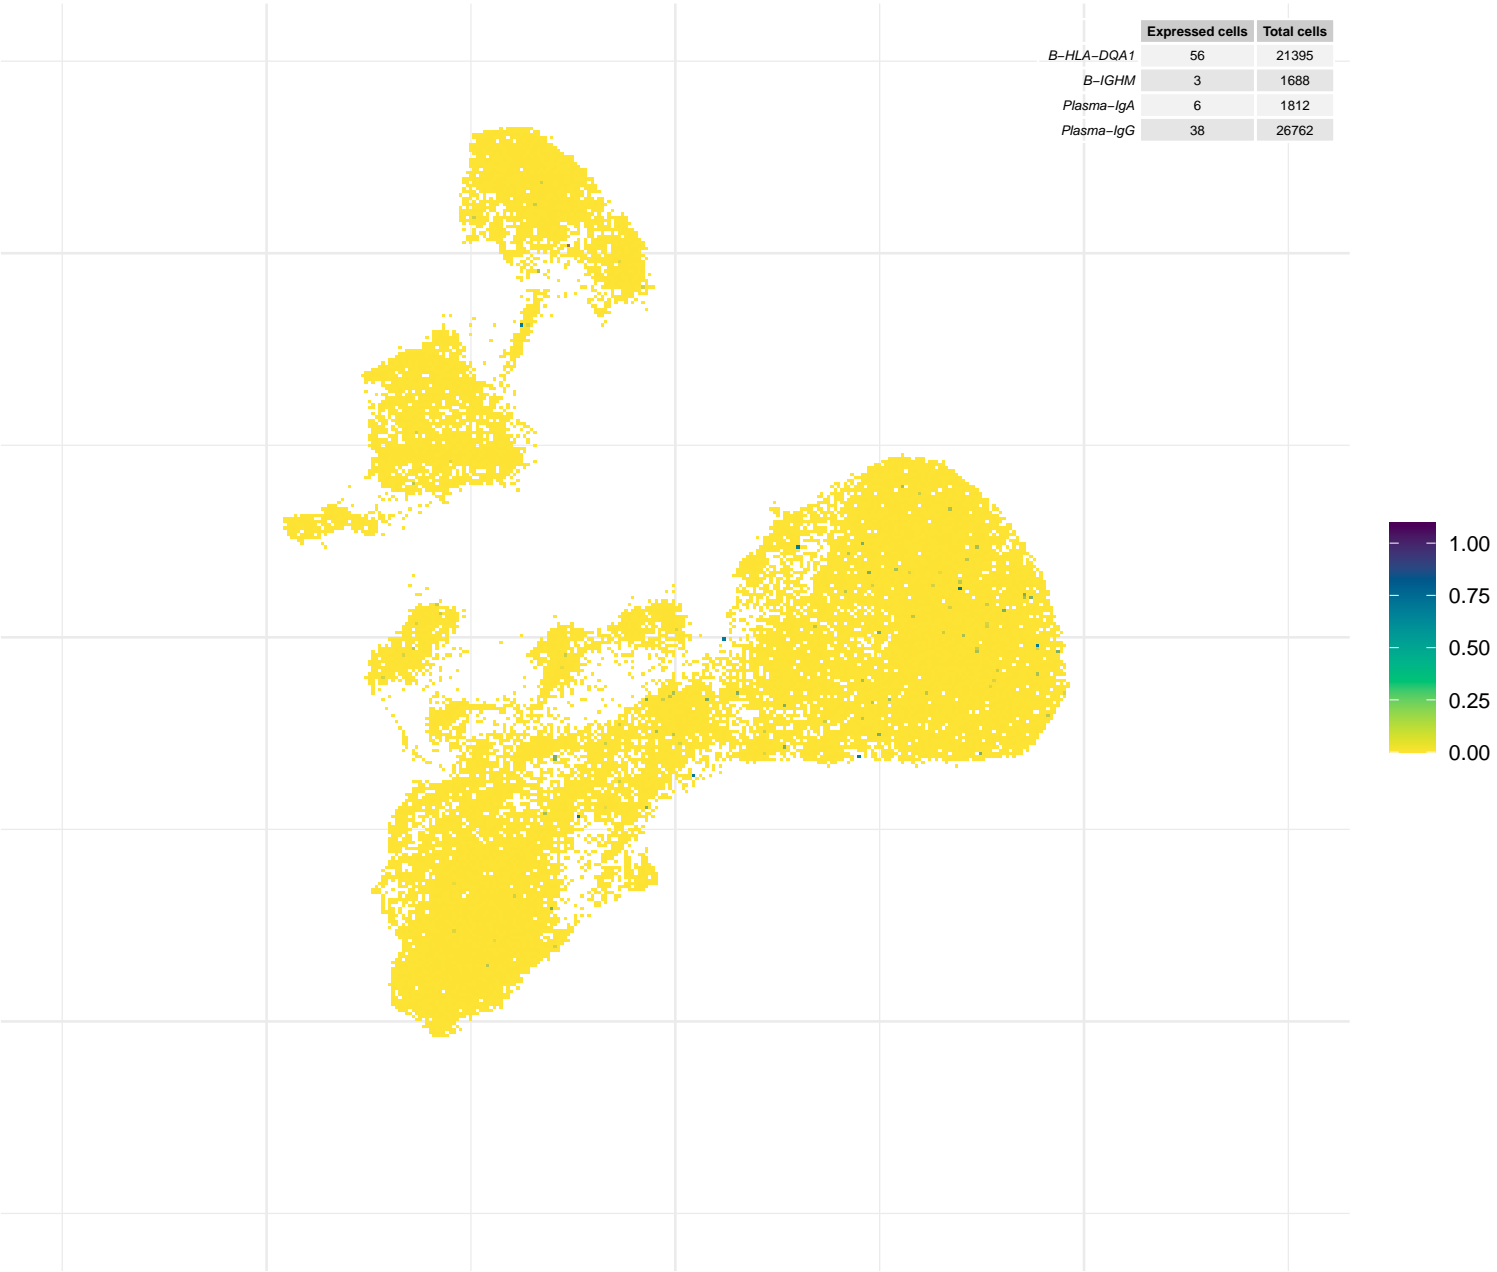 Expressed cells Total cells
B−HLA−DQA1 56 21395
B−IGHM 3 1688
Plasma−IgA 6 1812
Plasma−IgG 38 26762
1.00
0.75
0.50
0.25
0.00